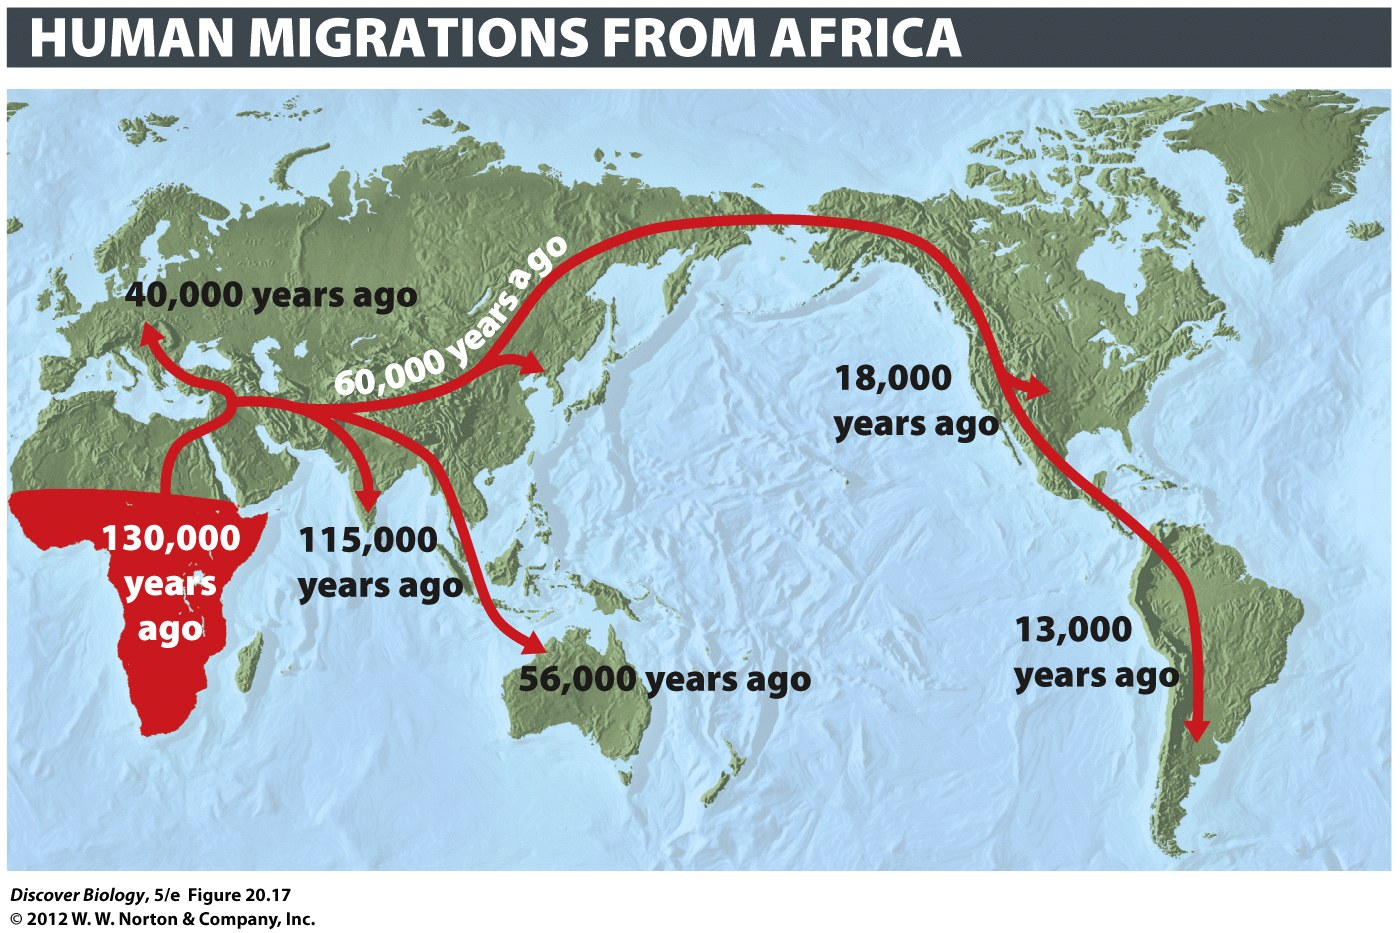 HUMAN MIGRATIONS FROM AFRICA
40,000 years ago
60,000 years ago
18,000
years ago
130,000
years
ago
115,000
years ago
56,000 years ago
13,000
years ago
Discover Biology, 5/e Figure 20.17
© 2012 W. W. Norton & Company, Inc.